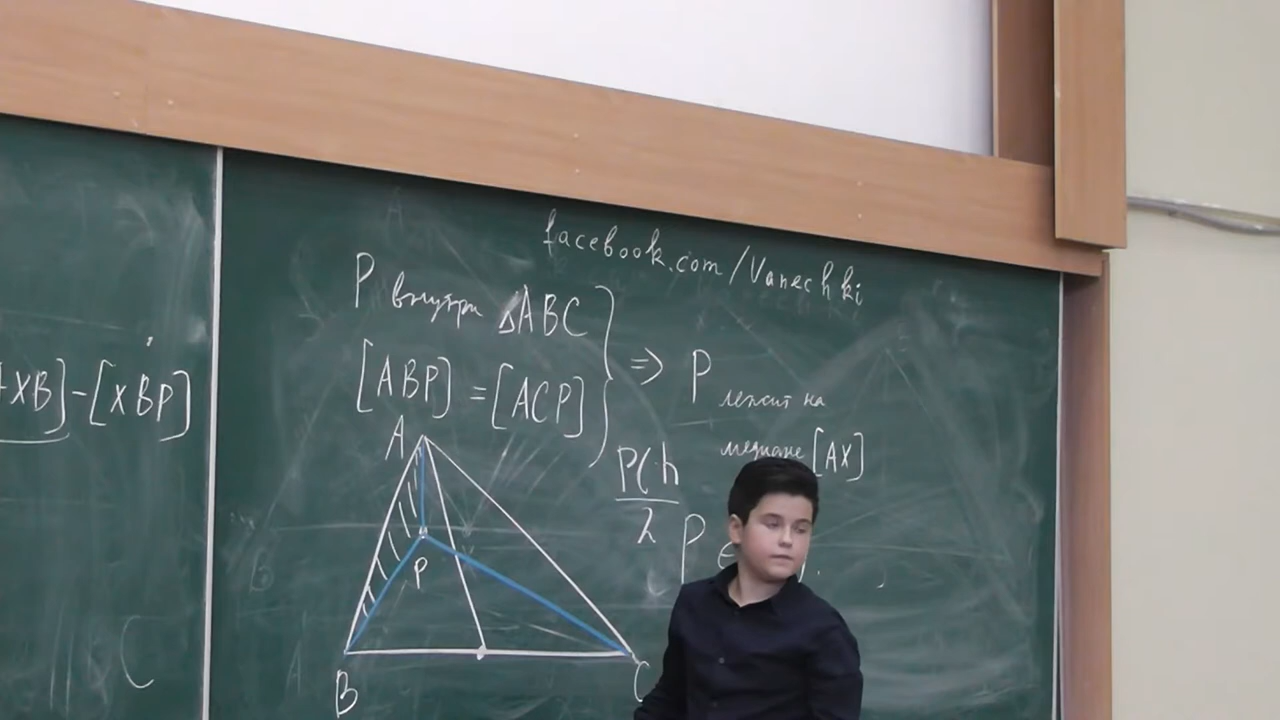 facebook.com/Vanechki
P внутри △ABC
[ABP] = [ACP]
⇒ P лежит на
медиане [AX]
XB] - [XBP]
A
h
2
P
P
B
C
C